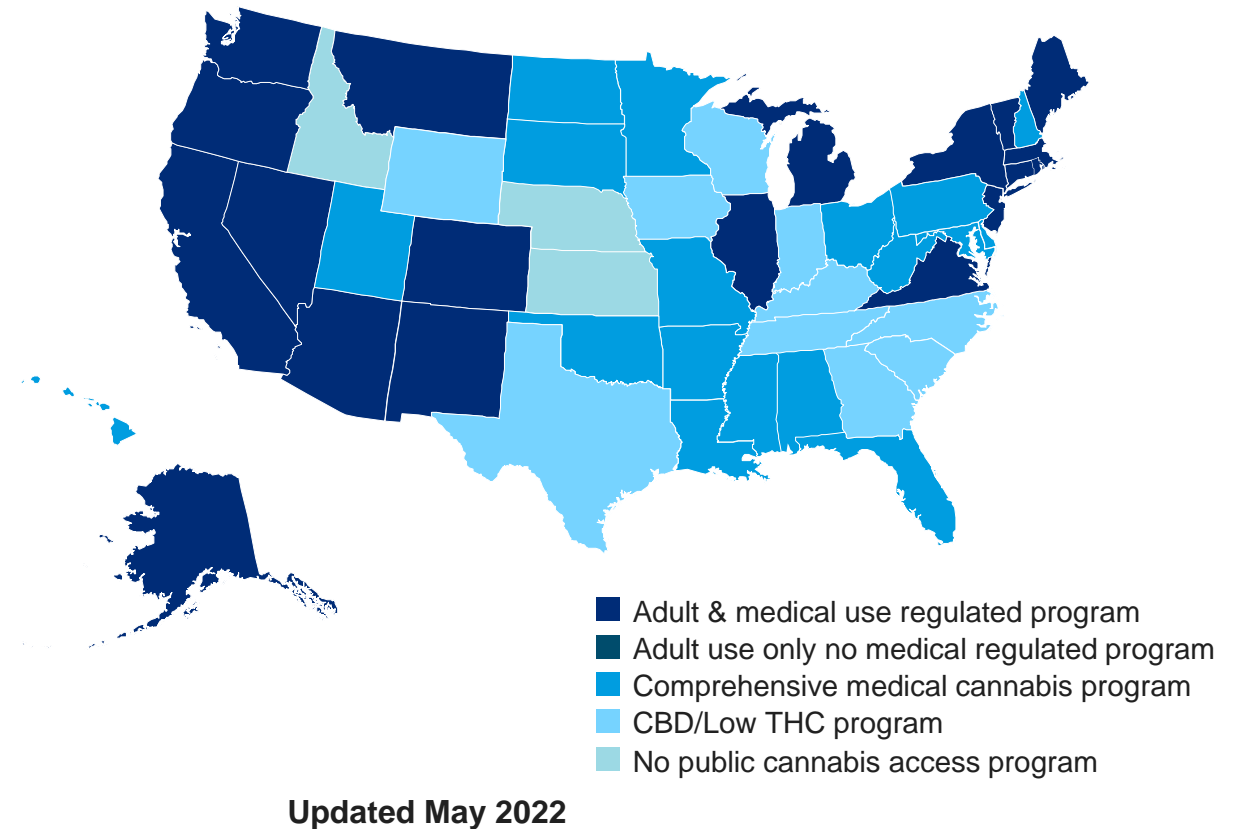 Adult & medical use regulated program
Adult use only no medical regulated program
Comprehensive medical cannabis program
CBD/Low THC program
No public cannabis access program
Updated May 2022